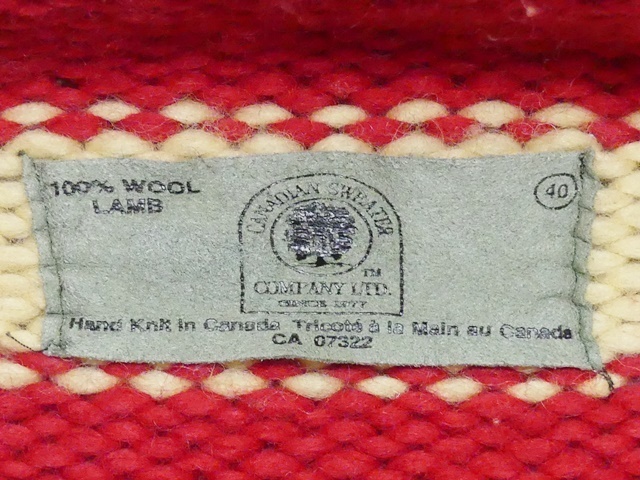 100% WOOL
LAMB
40
CANADIAN SWEATER
TM
COMPANY LTD.
Hand Knit in Canada Tricoté à la Main au Canada
CA 07322